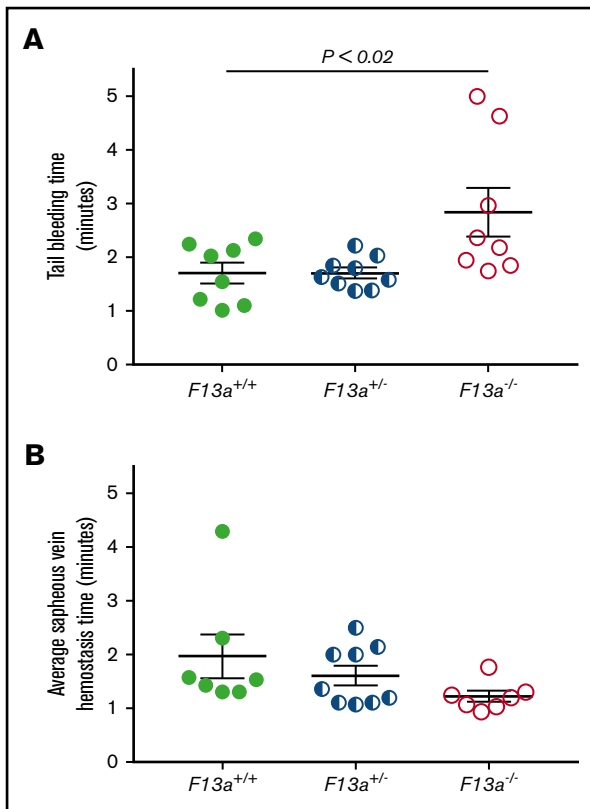 A
P < 0.02
Tail bleeding time
(minutes)
5
4
3
2
1
0
F13a+/+
F13a+/-
F13a-/-
B
Average sapheous vein
hemostasis time (minutes)
5
4
3
2
1
0
F13a+/+
F13a+/-
F13a-/-